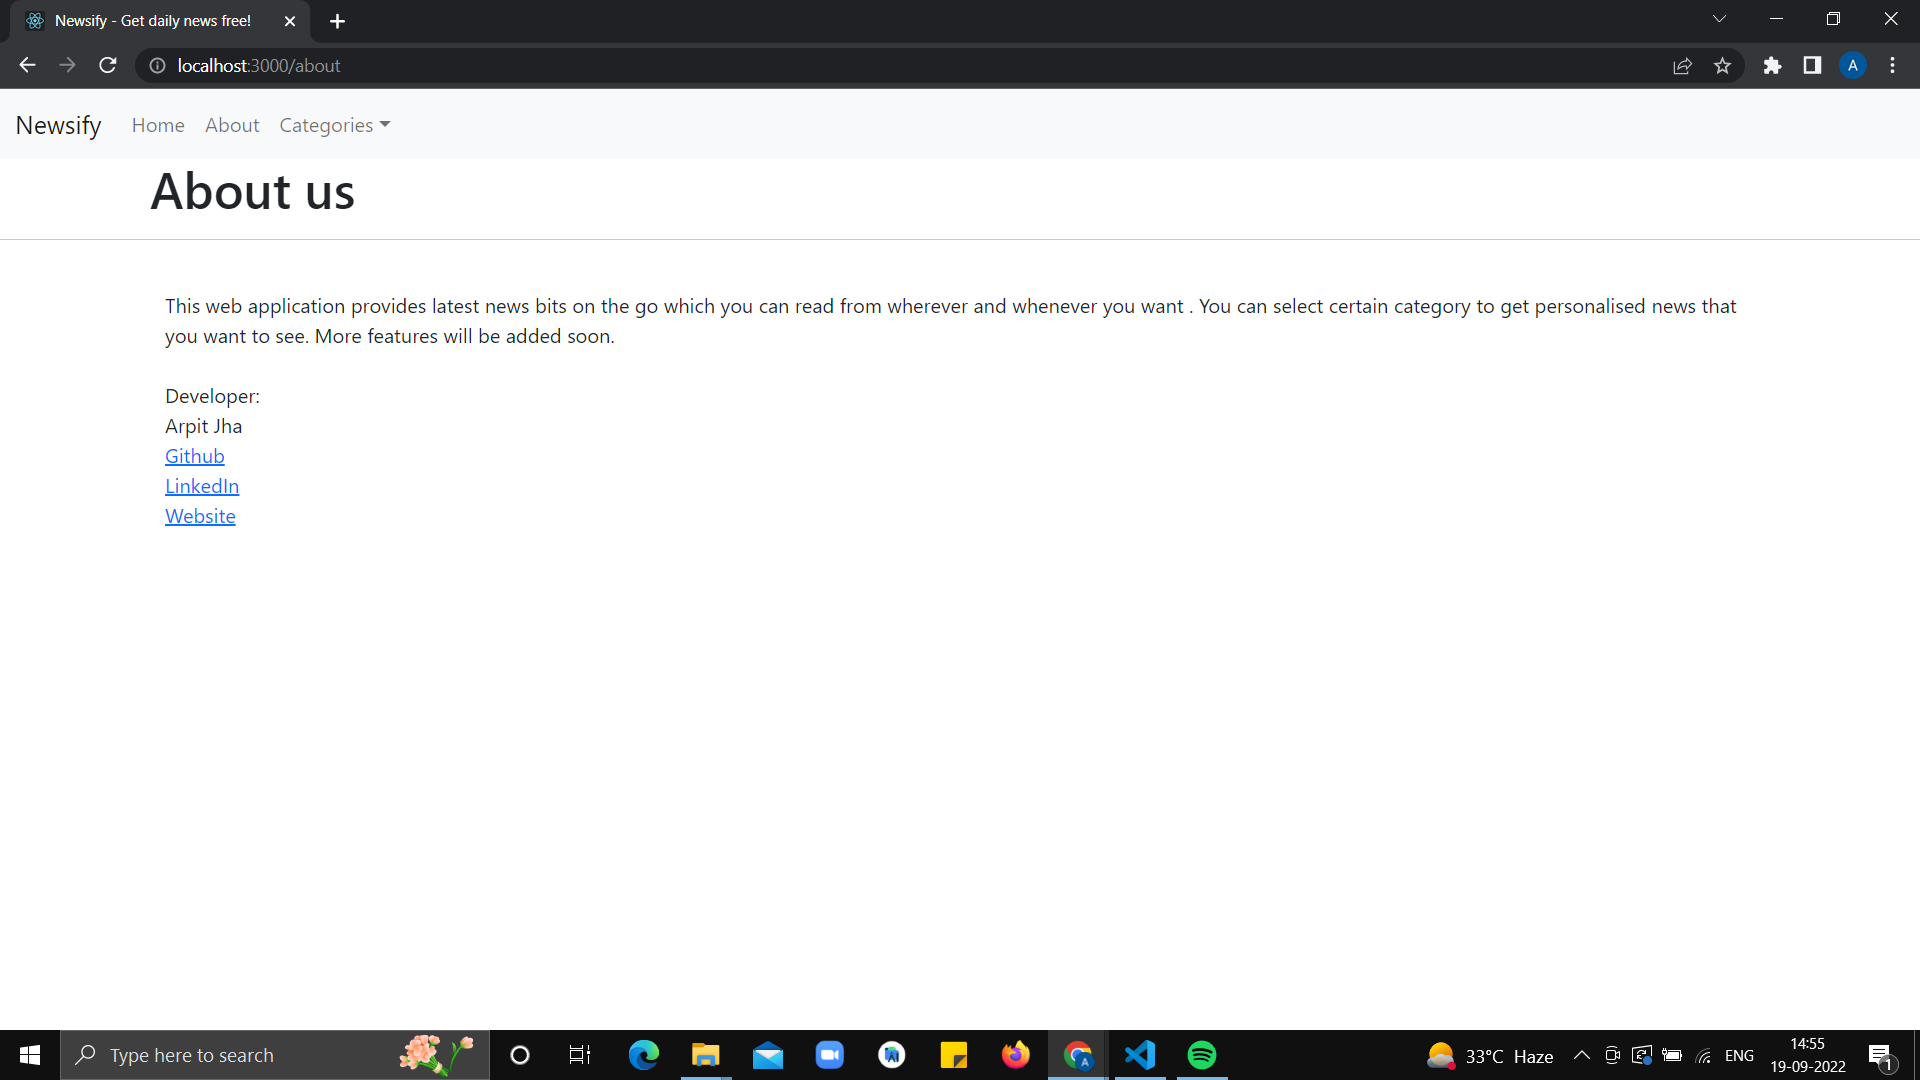 Newsify - Get daily news free!
localhost:3000/about
A
Newsify Home About Categories
About us
This web application provides latest news bits on the go which you can read from wherever and whenever you want . You can select certain category to get personalised news that
you want to see. More features will be added soon.
Developer:
Arpit Jha
Github
LinkedIn
Website
Type here to search
A
33°C Haze
ENG
14:55
19-09-2022
1